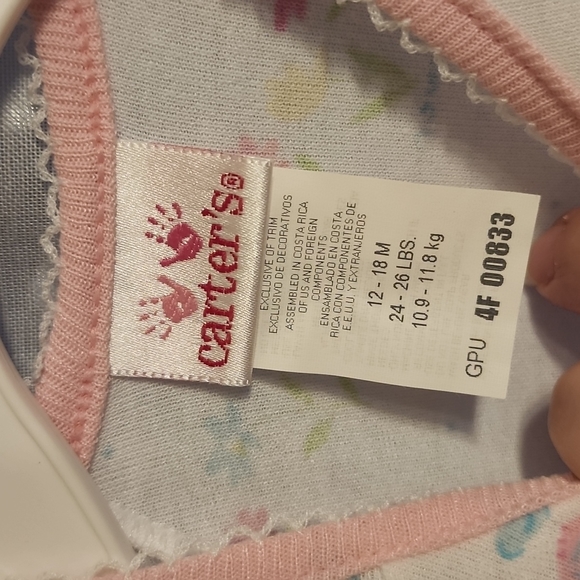 carter's®
EXCLUSIVE OF TRIM
EXCLUSIVO DE DECORATIVOS
ASSEMBLED IN COSTA RICA
OF US AND FOREIGN
COMPONENTS
ENSAMBLADO EN COSTA
RICA CON COMPONENTES DE
E.E.U.U. Y EXTRANJEROS
12 - 18 M
24 - 26 LBS.
10.9 - 11.8 kg
GPU 4F 00833